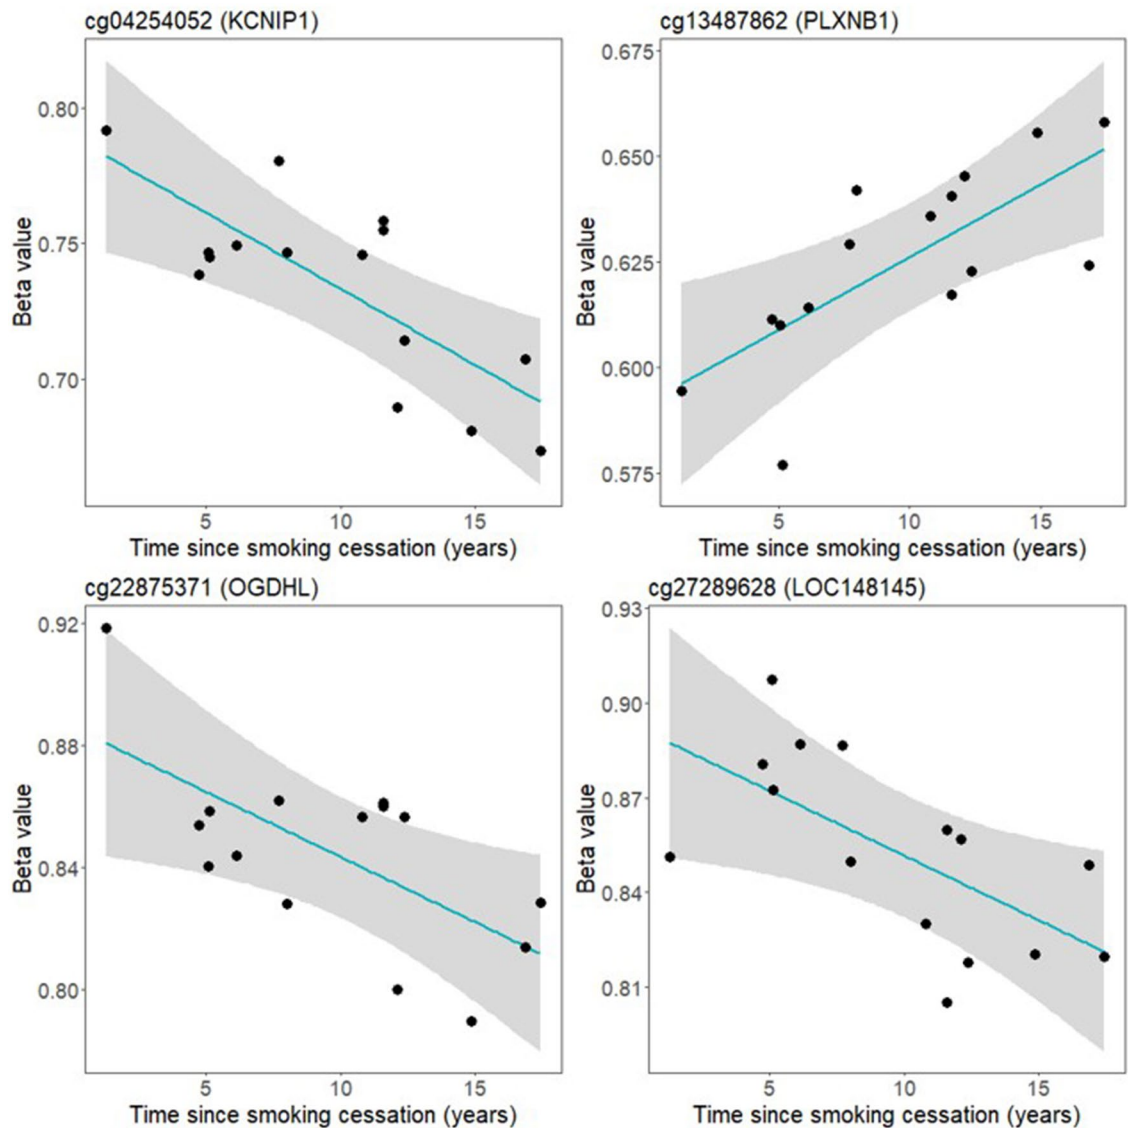 cg04254052 (KCNIP1)
Beta value
0.80
0.75
0.70
5 10 15
Time since smoking cessation (years)
cg13487862 (PLXNB1)
Beta value
0.675
0.650
0.625
0.600
0.575
5 10 15
Time since smoking cessation (years)
cg22875371 (OGDHL)
Beta value
0.92
0.88
0.84
0.80
5 10 15
Time since smoking cessation (years)
cg27289628 (LOC148145)
Beta value
0.93
0.90
0.87
0.84
0.81
5 10 15
Time since smoking cessation (years)